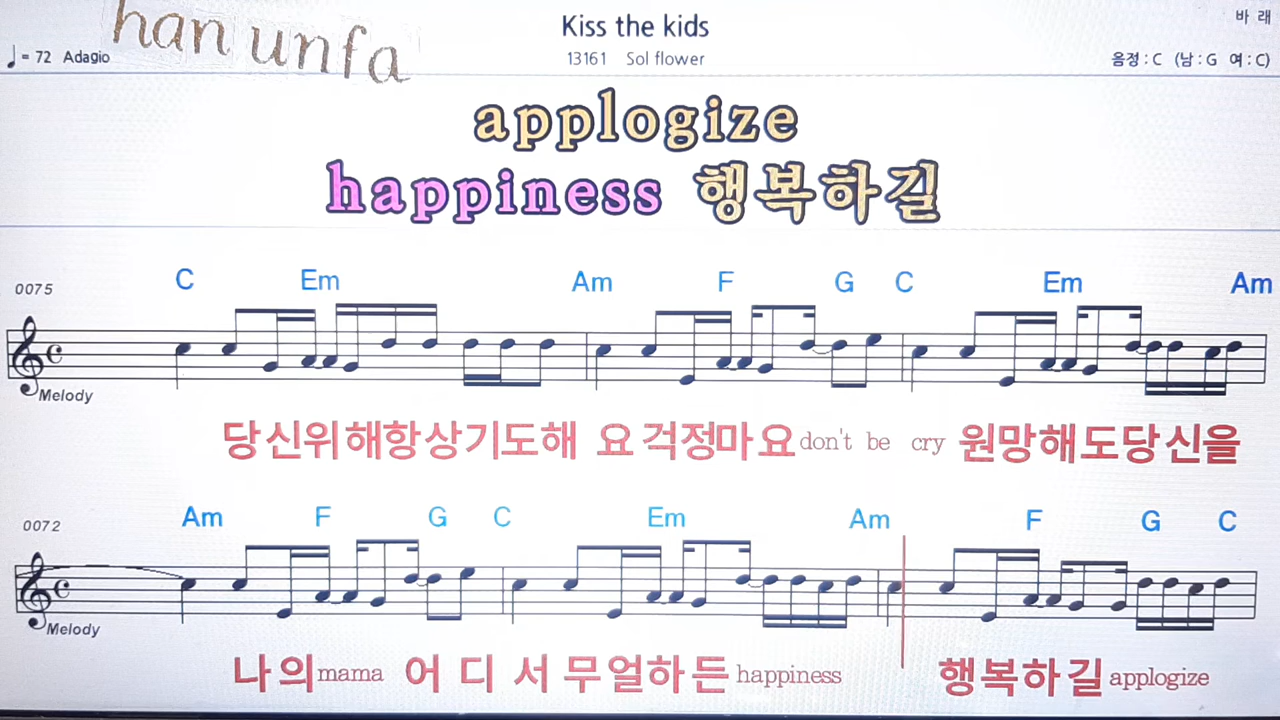 han unfa
Kiss the kids
바 래
♩= 72 Adagio
13161 Sol flower
음정 : C (남 : G 여 : C)
applogize
happiness 행복하길
C Em Am F G C Em Am
0075
Melody
당신위해항상기도해 요 걱정마요 don't be cry 원망해도당신을
Am F G C Em Am F G C
0072
Melody
나의 mama 어 디 서 무얼하든 happiness 행복하길 applogize